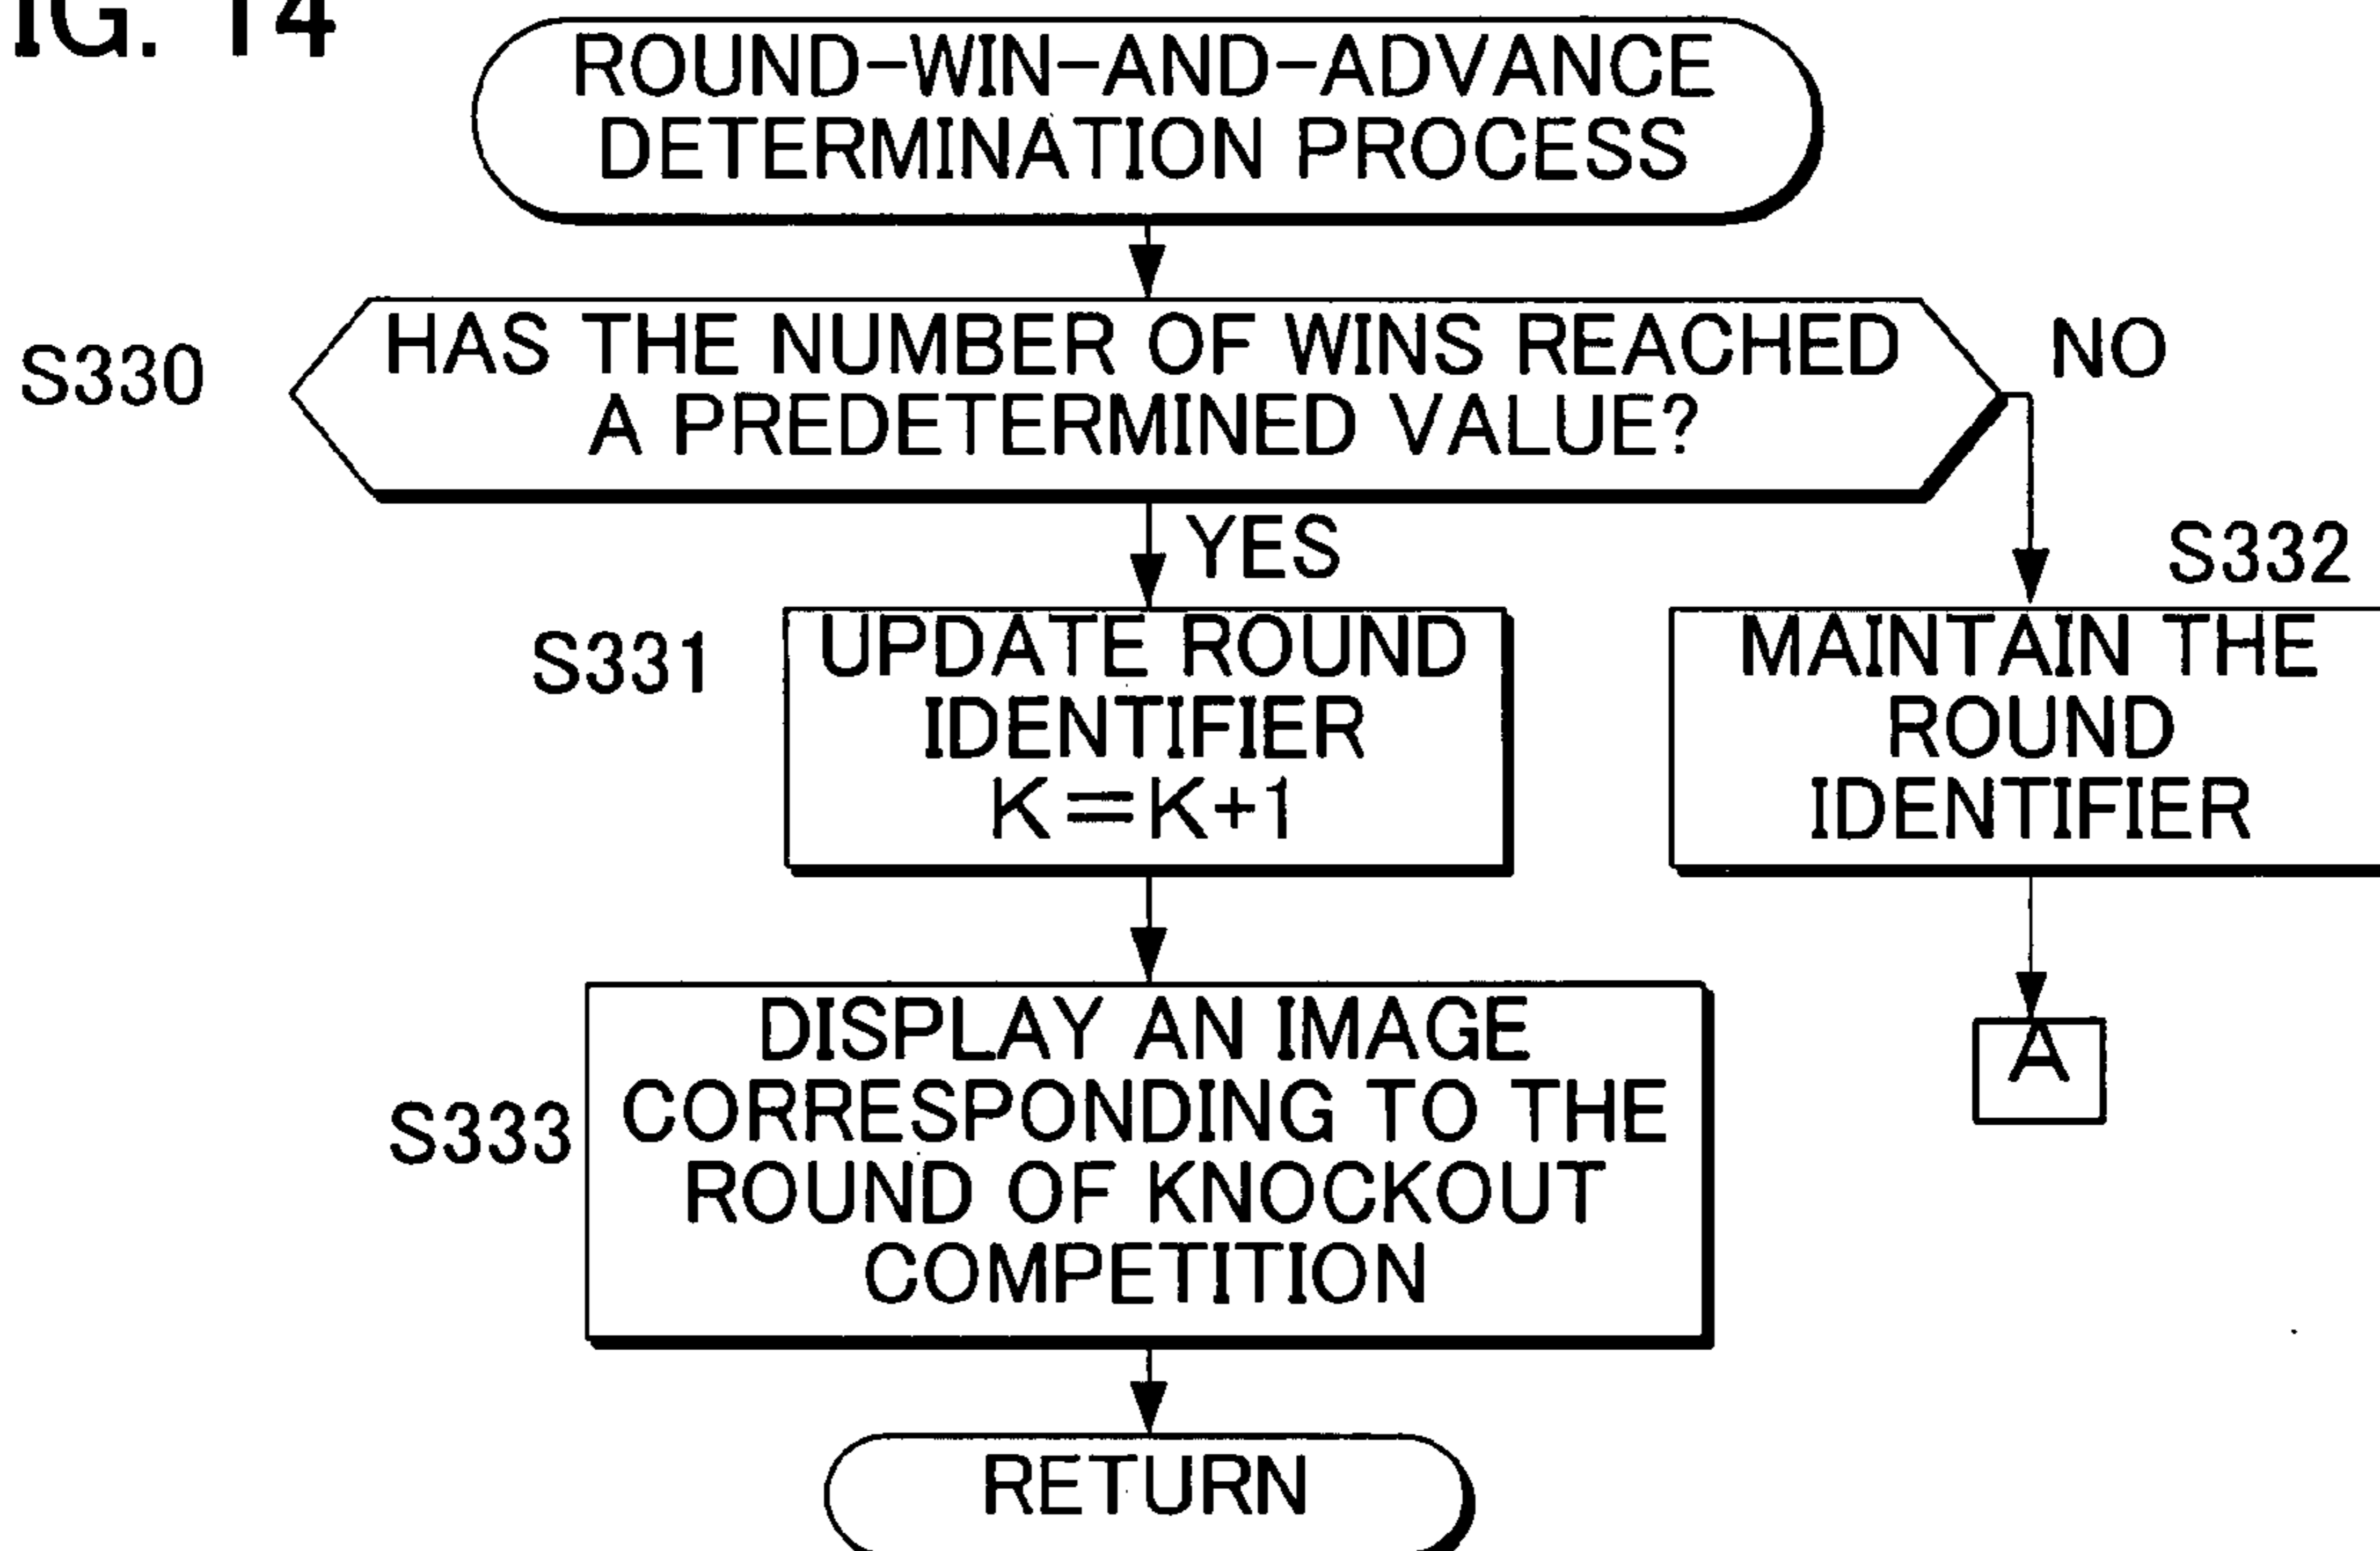 IG. 14
ROUND-WIN-AND-ADVANCE
DETERMINATION PROCESS
S330
HAS THE NUMBER OF WINS REACHED
A PREDETERMINED VALUE?
NO
YES
S331
UPDATE ROUND
IDENTIFIER
K=K+1
S332
MAINTAIN THE
ROUND
IDENTIFIER
S333
DISPLAY AN IMAGE
CORRESPONDING TO THE
ROUND OF KNOCKOUT
COMPETITION
A
RETURN